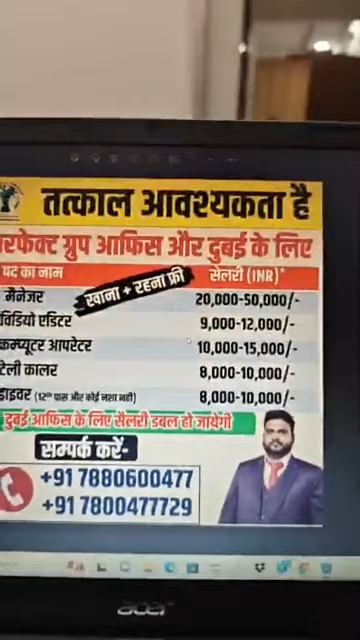 तत्काल आवश्यकता है
रफेक्ट ग्रुप आफिस और दुबई के लिए
पद का नाम
खाना + रहना फ्री
सेलरी (INR)*
मैनेजर 20,000-50,000/-
विडियो एडिटर 9,000-12,000/-
कम्प्यूटर आपरेटर 10,000-15,000/-
टेली कालर 8,000-10,000/-
ड्राइवर (12th पास और कोई नशा नही) 8,000-10,000/-
दुबई आफिस के लिए सैलरी डबल हो जायेगी
सम्पर्क करें-
+91 7880600477
+91 7800477729
acer